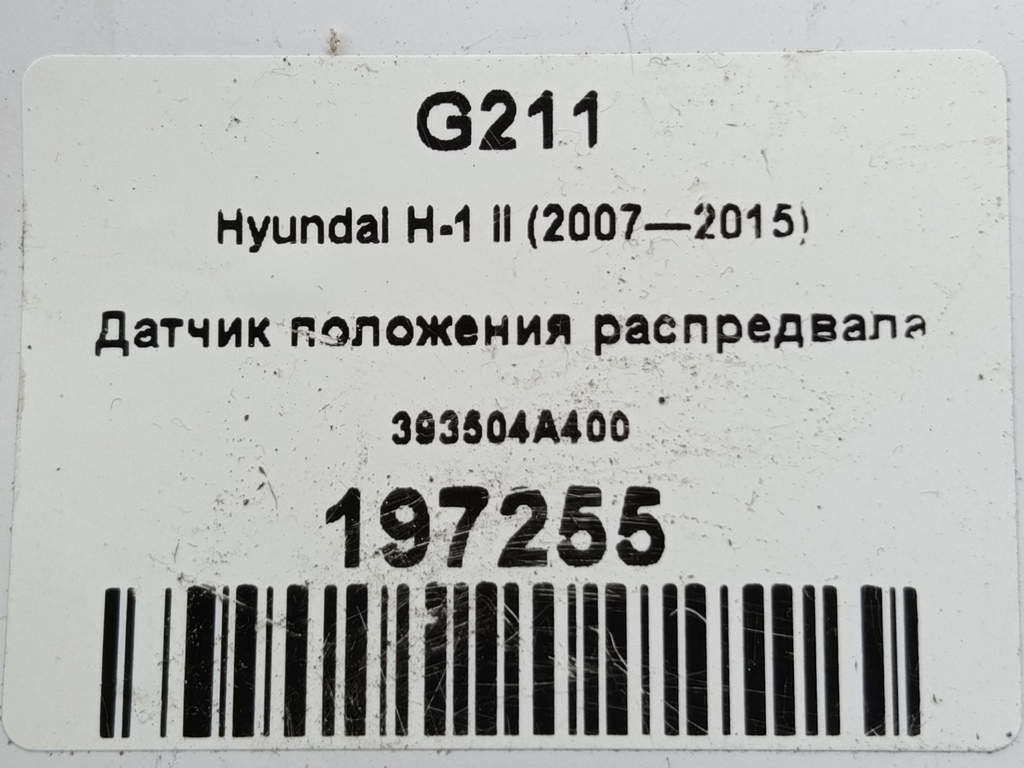 G211
Hyundai H-1 II (2007—2015)
Датчик положения распредвала
393504A400
197255